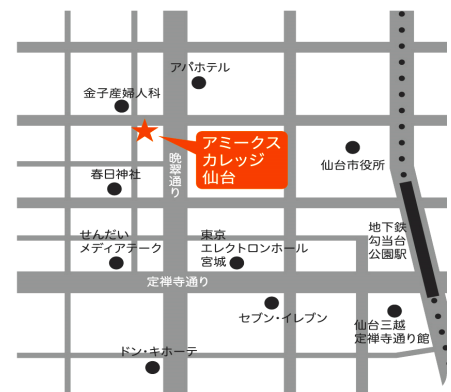 アパホテル
金子産婦人科
アミークス
カレッジ
仙台
晩翠通り
仙台市役所
春日神社
せんだい
メディアテーク
東京
エレクトロンホール
宮城
地下鉄
勾当台
公園駅
定禅寺通り
セブン・イレブン
仙台三越
定禅寺通り館
ドン・キホーテ